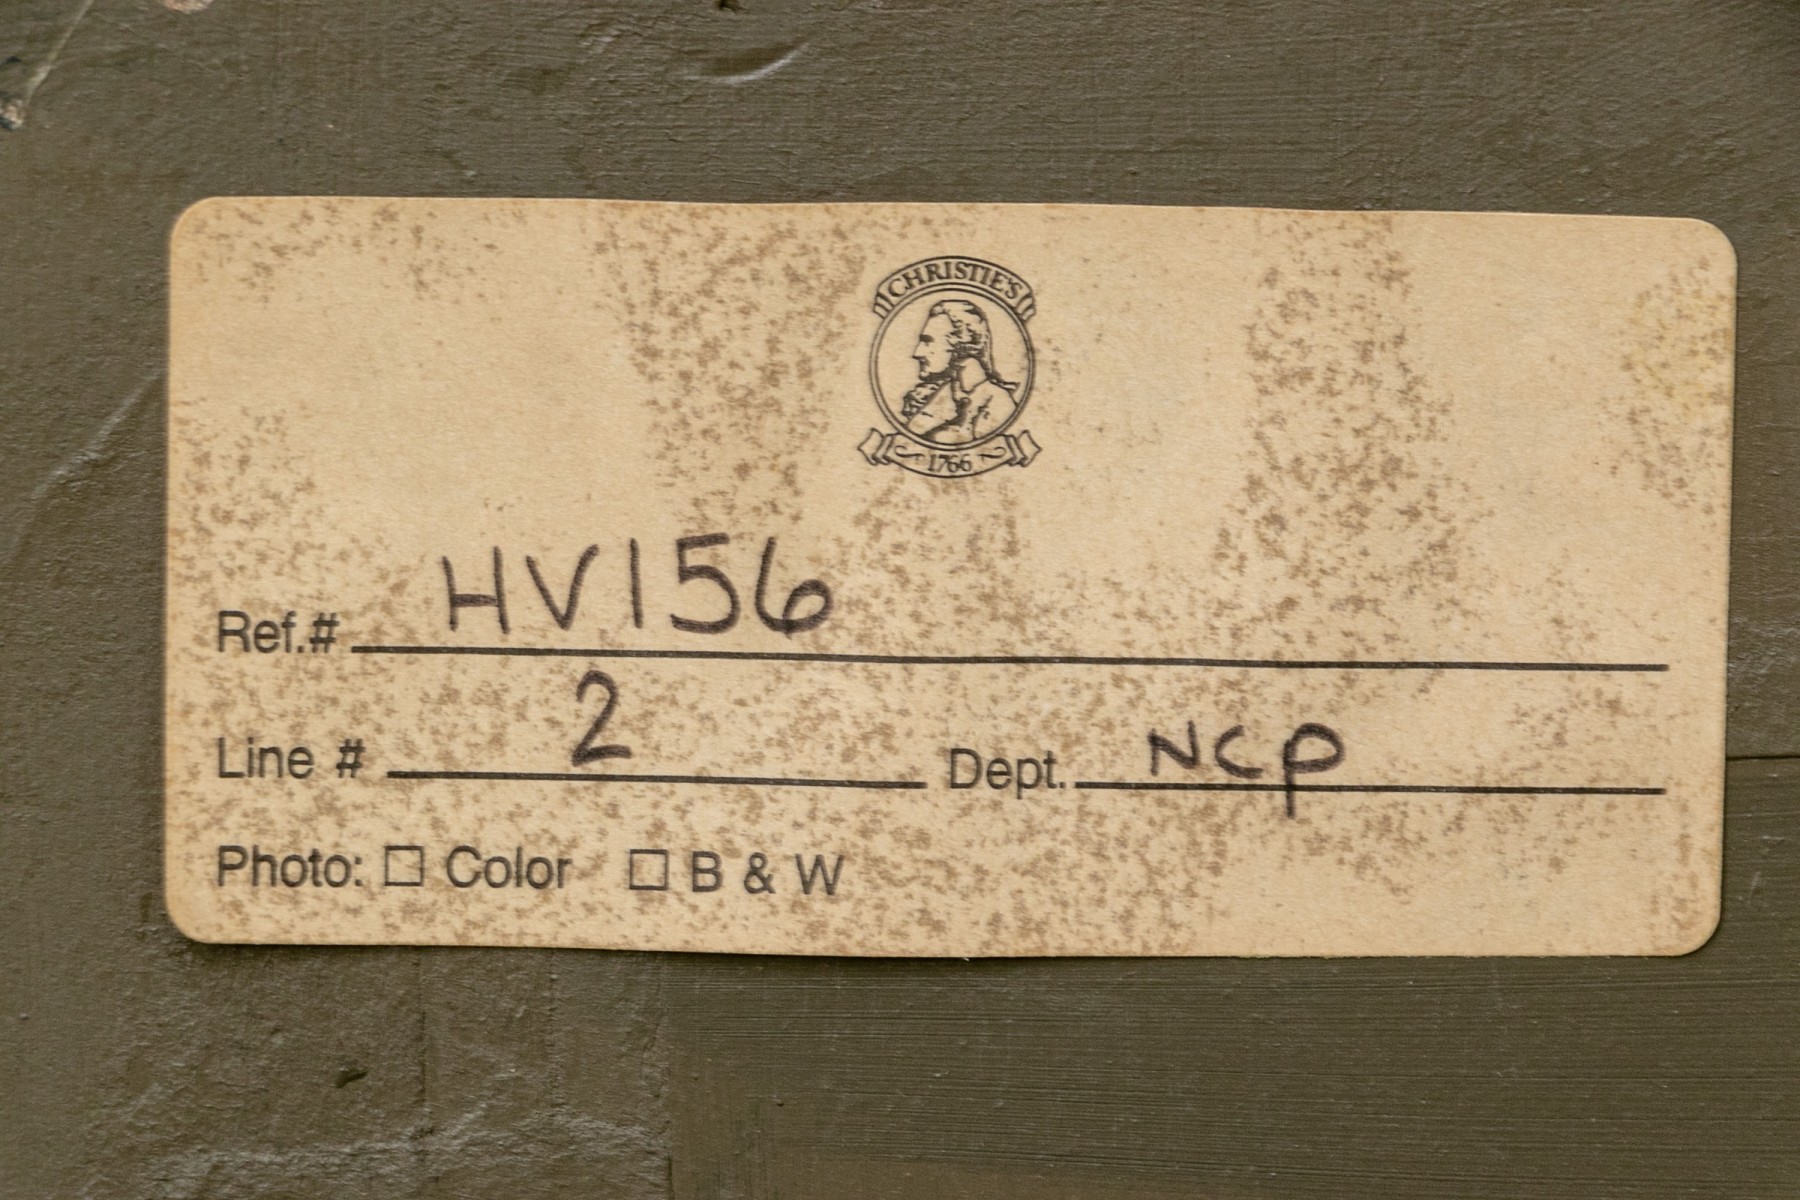 CHRISTIE'S
1766
Ref.# HV156
Line # 2 Dept. NCP
Photo: □ Color □ B & W